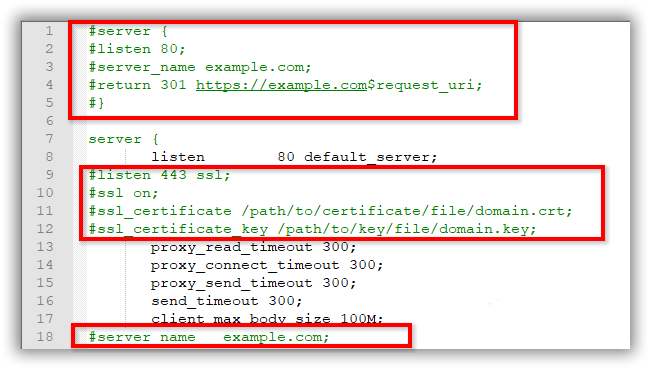 1 #server {
2 #listen 80;
3 #server_name example.com;
4 #return 301 https://example.com$request_uri;
5 #}
6
7 server {
8 listen 80 default_server;
9 #listen 443 ssl;
10 #ssl on;
11 #ssl_certificate /path/to/certificate/file/domain.crt;
12 #ssl_certificate_key /path/to/key/file/domain.key;
13 proxy_read_timeout 300;
14 proxy_connect_timeout 300;
15 proxy_send_timeout 300;
16 send_timeout 300;
17 client_max_body_size 100M;
18 #server_name example.com;